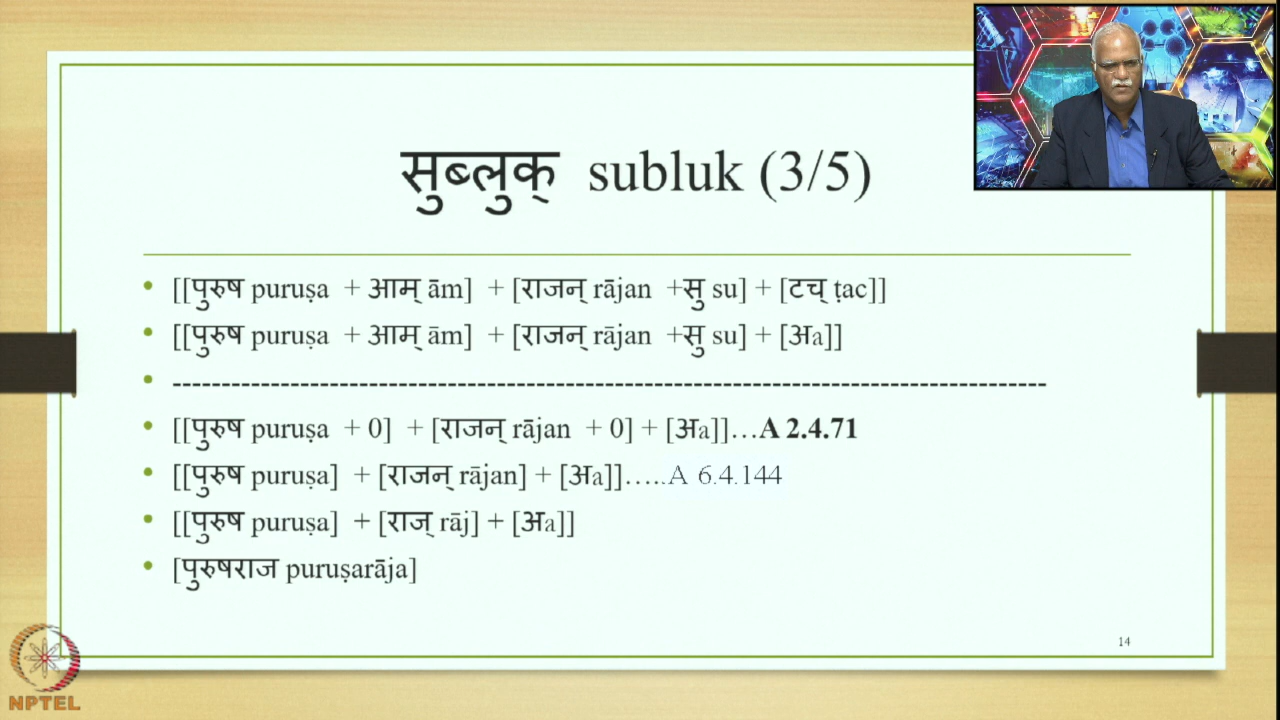 सुब्लुक् subluk (3/5)
• [[पुरुष puruṣa + आम् ām] + [राजन् rājan +सु su] + [टच् ṭac]]
• [[पुरुष puruṣa + आम् ām] + [राजन् rājan +सु su] + [अa]]
• -----------------------------------------------------------------------------------------
• [[पुरुष puruṣa + 0] + [राजन् rājan + 0] + [अa]]…A 2.4.71
• [[पुरुष puruṣa] + [राजन् rājan] + [अa]]…..A 6.4.144
• [[पुरुष puruṣa] + [राज् rāj] + [अa]]
• [पुरुषराज puruṣarāja]
14
NPTEL